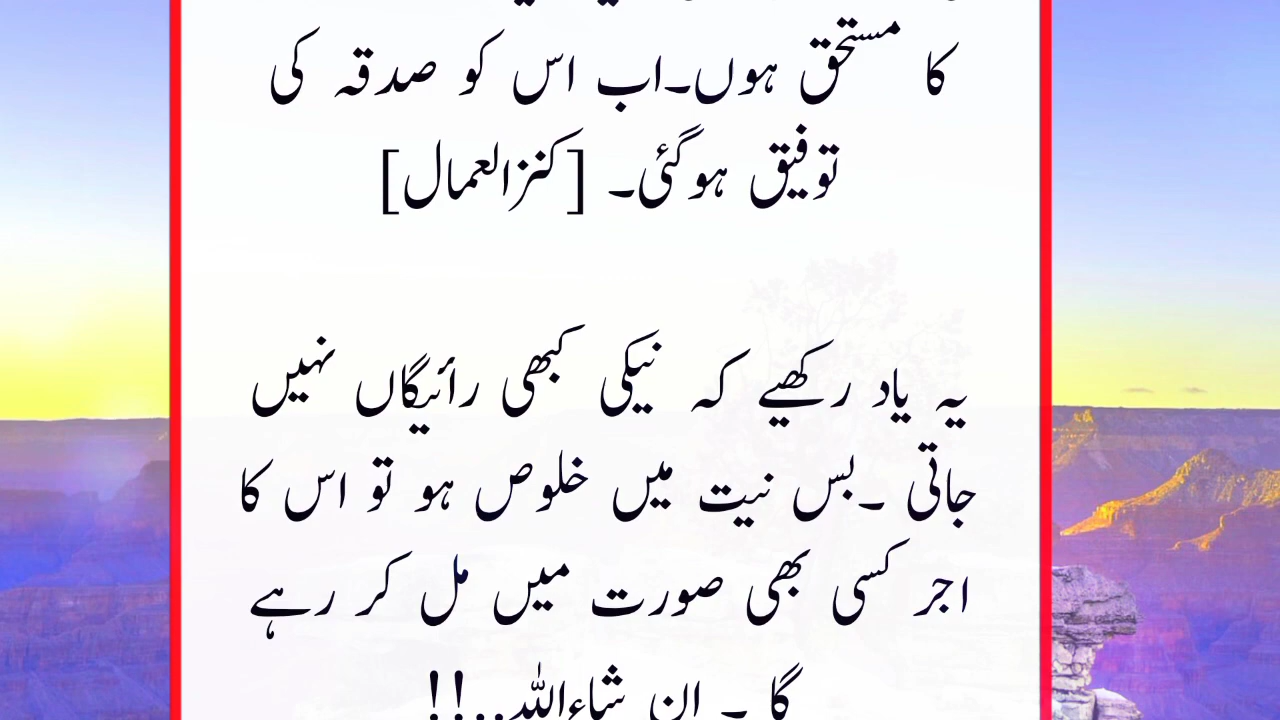 کا مستحق ہوں۔اب اس کو صدقہ کی
توفیق ہوگئی۔ [کنزالعمال]
یہ یاد رکھیے کہ نیکی کبھی رائیگاں نہیں
جاتی ۔بس نیت میں خلوص ہو تو اس کا
اجر کسی بھی صورت میں مل کر رہے
گا ۔ ان شاءاللہ..!!